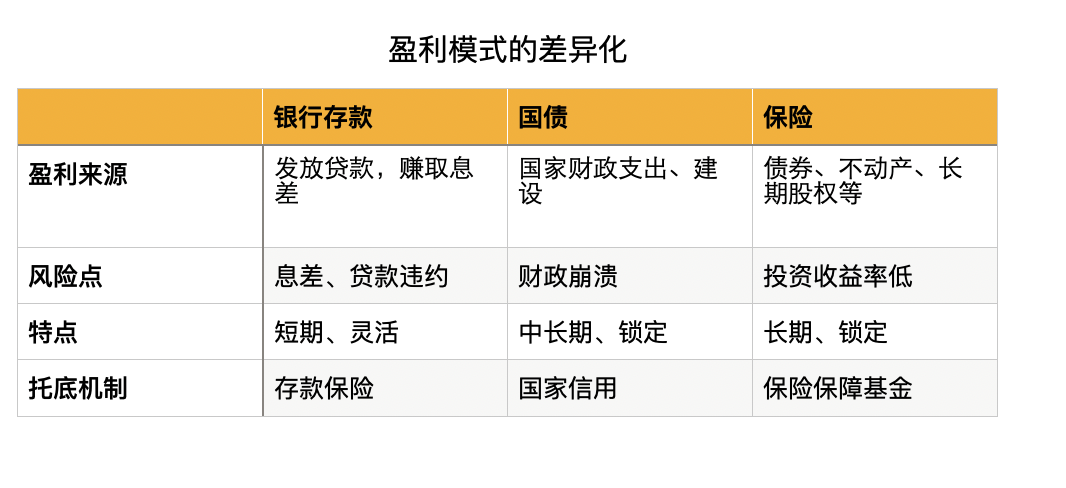 盈利模式的差异化
银行存款 国债 保险
盈利来源 发放贷款，赚取息差 国家财政支出、建设 债券、不动产、长期股权等
风险点 息差、贷款违约 财政崩溃 投资收益率低
特点 短期、灵活 中长期、锁定 长期、锁定
托底机制 存款保险 国家信用 保险保障基金